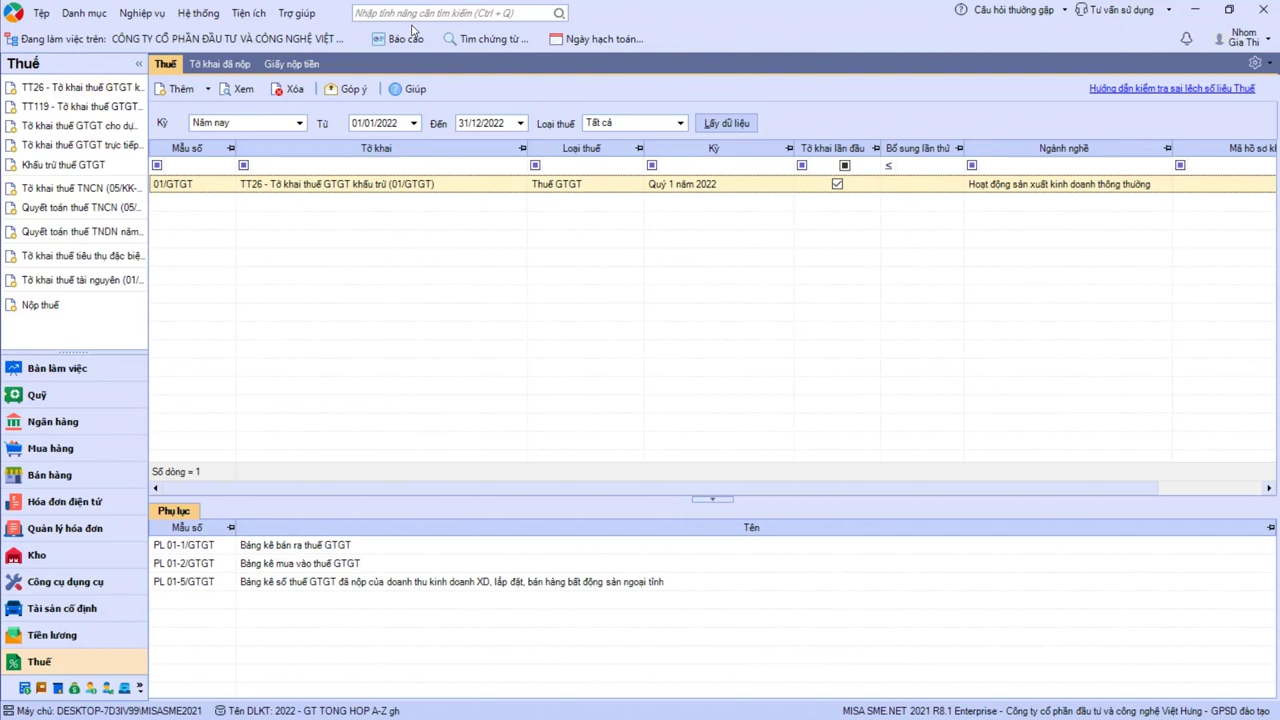 Tệp Danh mục Nghiệp vụ Hệ thống Tiện ích Trợ giúp Nhập tính năng cần tìm kiếm (Ctrl + Q) Câu hỏi thường gặp Tư vấn sử dụng
Đang làm việc trên: CÔNG TY CỔ PHẦN ĐẦU TƯ VÀ CÔNG NGHỆ VIỆT ... Báo cáo Tìm chứng từ ... Ngày hạch toán... Nhom Gia Thi
Thuế « Thuế Tờ khai đã nộp Giấy nộp tiền
TT26 - Tờ khai thuế GTGT k
TT119 - Tờ khai thuế GTGT...
Tờ khai thuế GTGT cho dự...
Tờ khai thuế GTGT trực tiếp...
Khấu trừ thuế GTGT
Tờ khai thuế TNCN (05/KK-...
Quyết toán thuế TNCN (05/...
Quyết toán thuế TNDN năm...
Tờ khai thuế tiêu thụ đặc biệ...
Tờ khai thuế tài nguyên (01/...
Nộp thuế
Bàn làm việc
Quỹ
Ngân hàng
Mua hàng
Bán hàng
Hóa đơn điện tử
Quản lý hóa đơn
Kho
Công cụ dụng cụ
Tài sản cố định
Tiền lương
Thuế
Thêm Xem Xóa Góp ý Giúp Hướng dẫn kiểm tra sai lệch số liệu Thuế
Kỳ Năm nay Từ 01/01/2022 Đến 31/12/2022 Loại thuế Tất cả Lấy dữ liệu
Mẫu số Tờ khai Loại thuế Kỳ Tờ khai lần đầu Bổ sung lần thứ Ngành nghề Mã hồ sơ k
≤
01/GTGT TT26 - Tờ khai thuế GTGT khấu trừ (01/GTGT) Thuế GTGT Quý 1 năm 2022 Hoạt động sản xuất kinh doanh thông thường
Số dòng = 1
Phụ lục
Mẫu số Tên
PL 01-1/GTGT Bảng kê bán ra thuế GTGT
PL 01-2/GTGT Bảng kê mua vào thuế GTGT
PL 01-5/GTGT Bảng kê số thuế GTGT đã nộp của doanh thu kinh doanh XD, lắp đặt, bán hàng bất động sản ngoại tỉnh
Máy chủ: DESKTOP-7D3IV99\MISASME2021 Tên DLKT: 2022 - GT TONG HOP A-Z gh MISA SME.NET 2021 R8.1 Enterprise - Công ty cổ phần đầu tư và công nghệ Việt Hưng - GPSD đào tạo